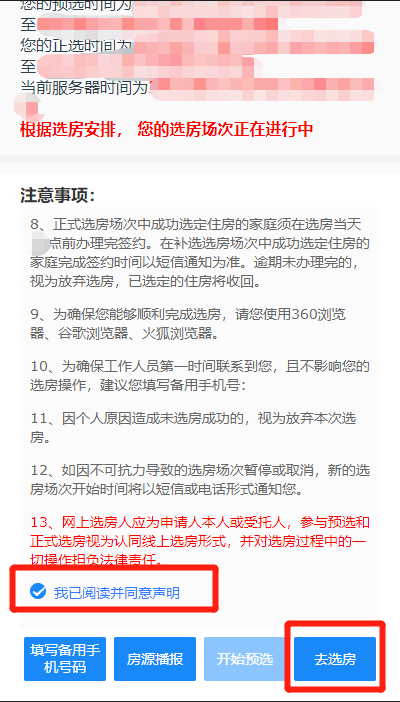 您的预选时间为
至
您的正选时间为
至
当前服务器时间为
根据选房安排， 您的选房场次正在进行中
注意事项：
8、正式选房场次中成功选定住房的家庭须在选房当天
点前办理完签约。在补选选房场次中成功选定住房的
家庭完成签约时间以短信通知为准。逾期未办理完的，
视为放弃选房，已选定的住房将收回。
9、为确保您能够顺利完成选房，请您使用360浏览
器、谷歌浏览器、火狐浏览器。
10、为确保工作人员第一时间联系到您，且不影响您的
选房操作，建议您填写备用手机号：
11、因个人原因造成未选房成功的，视为放弃本次选
房。
12、如因不可抗力导致的选房场次暂停或取消，新的选
房场次开始时间将以短信或电话形式通知您。
13、网上选房人应为申请人本人或受托人，参与预选和
正式选房视为认同线上选房形式，并对选房过程中的一
切操作担负法律责任。
我已阅读并同意声明
填写备用手
机号码
房源播报
开始预选
去选房